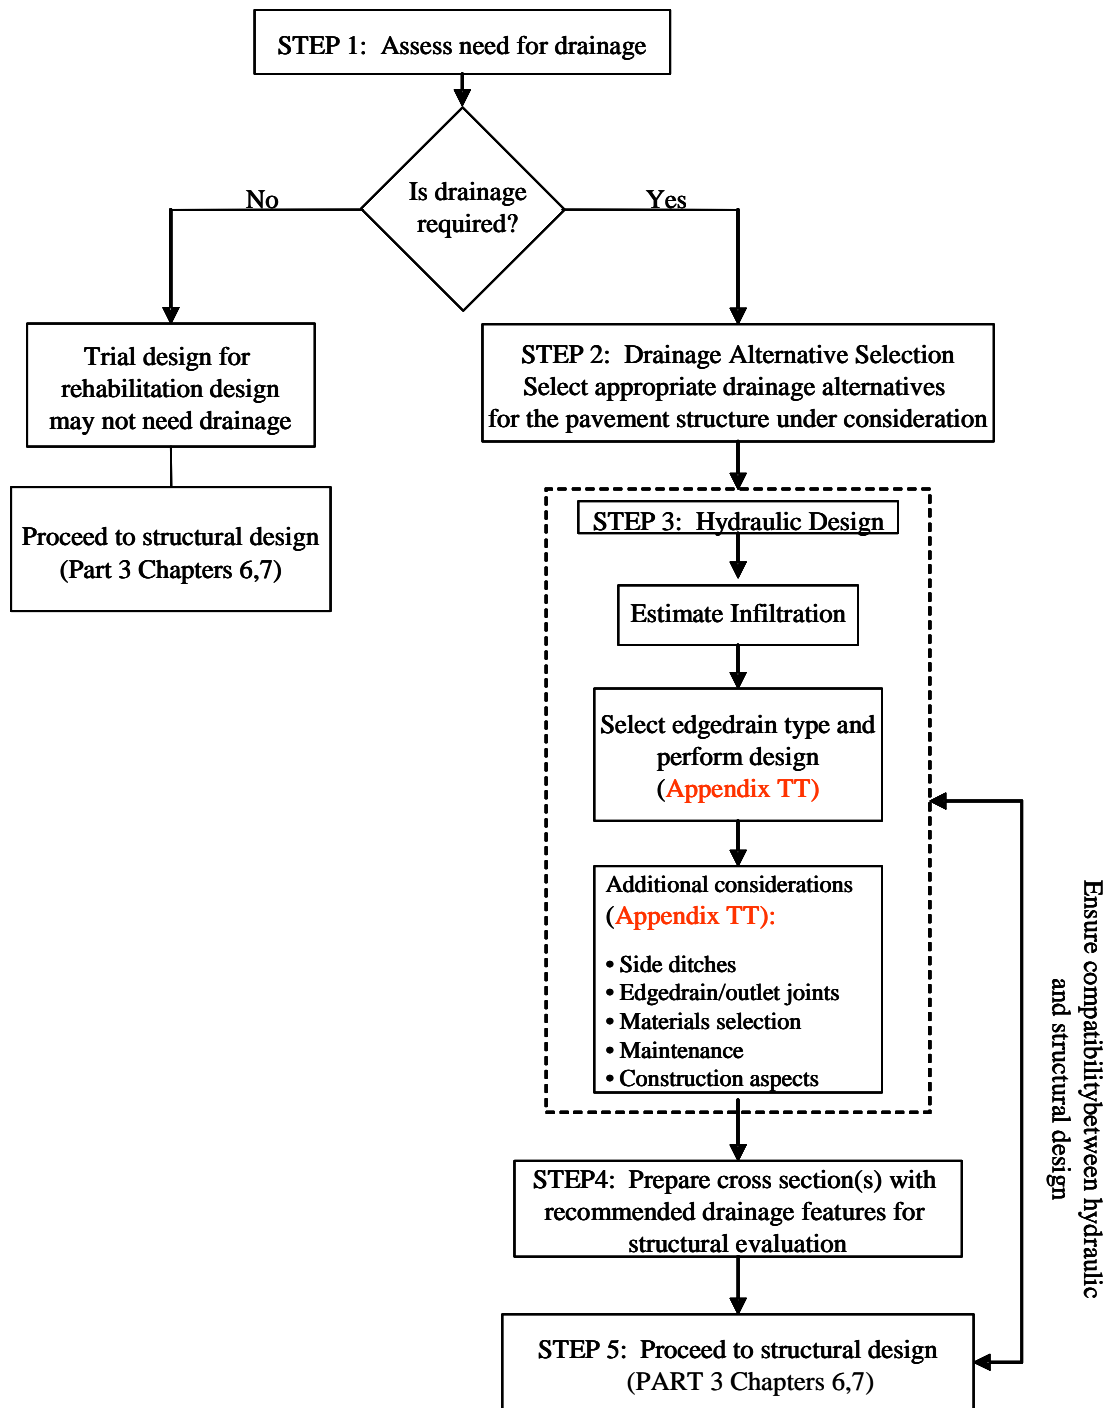 STEP 1: Assess need for drainage
Is drainage
required?
No
Yes
Trial design for
rehabilitation design
may not need drainage
Proceed to structural design
(Part 3 Chapters 6,7)
STEP 2: Drainage Alternative Selection
Select appropriate drainage alternatives
for the pavement structure under consideration
STEP 3: Hydraulic Design
Estimate Infiltration
Select edgedrain type and
perform design
(Appendix TT)
Additional considerations
(Appendix TT):
• Side ditches
• Edgedrain/outlet joints
• Materials selection
• Maintenance
• Construction aspects
Ensure compatibilitybetween hydraulic
and structural design
STEP4: Prepare cross section(s) with
recommended drainage features for
structural evaluation
STEP 5: Proceed to structural design
(PART 3 Chapters 6,7)